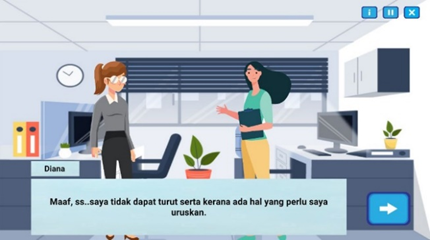 Diana
Maaf, ss..saya tidak dapat turut serta kerana ada hal yang perlu saya
uruskan.